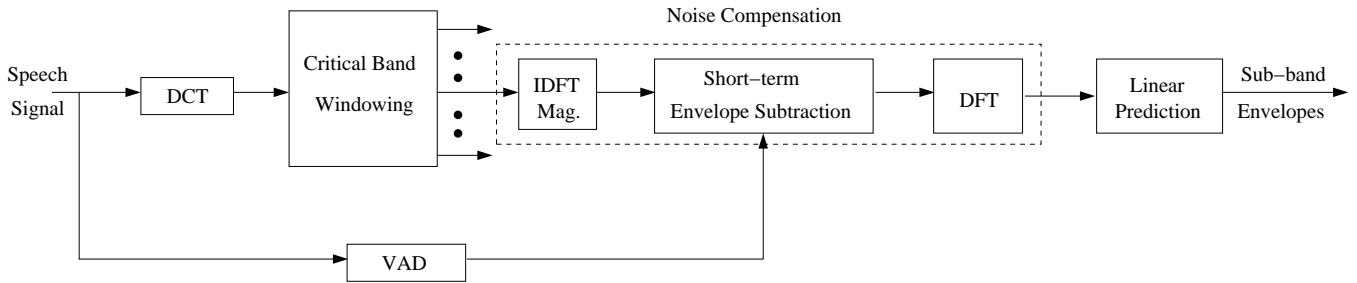 Noise Compensation
Speech
Signal
DCT
Critical Band
Windowing
IDFT
Mag.
Short−term
Envelope Subtraction
DFT
Linear
Prediction
Sub−band
Envelopes
VAD